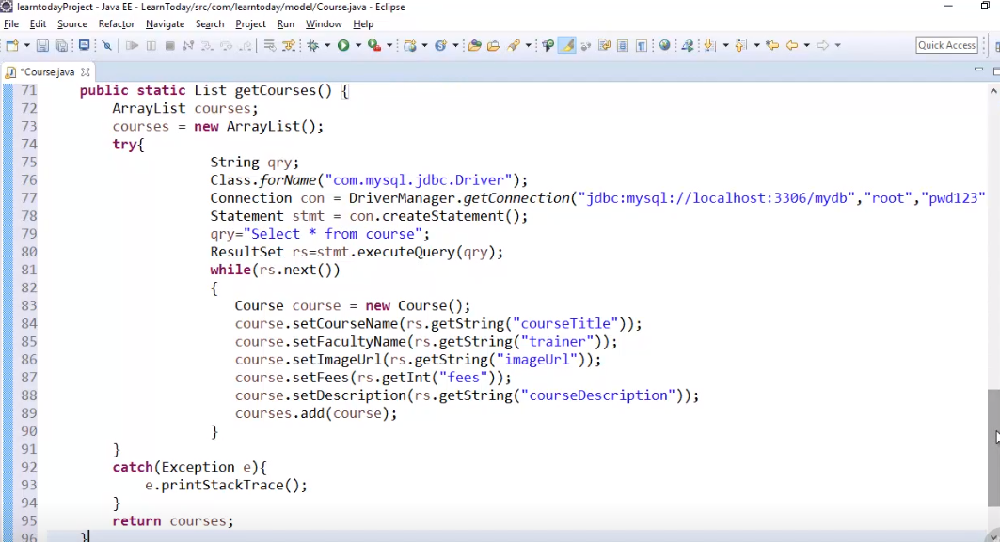 learntodayProject - Java EE - LearnToday/src/com/learntoday/model/Course.java - Eclipse
File Edit Source Refactor Navigate Search Project Run Window Help
Quick Access
*Course.java
71 public static List getCourses() {
72 ArrayList courses;
73 courses = new ArrayList();
74 try{
75 String qry;
76 Class.forName("com.mysql.jdbc.Driver");
77 Connection con = DriverManager.getConnection("jdbc:mysql://localhost:3306/mydb","root","pwd123"
78 Statement stmt = con.createStatement();
79 qry="Select * from course";
80 ResultSet rs=stmt.executeQuery(qry);
81 while(rs.next())
82 {
83 Course course = new Course();
84 course.setCourseName(rs.getString("courseTitle"));
85 course.setFacultyName(rs.getString("trainer"));
86 course.setImageUrl(rs.getString("imageUrl"));
87 course.setFees(rs.getInt("fees"));
88 course.setDescription(rs.getString("courseDescription"));
89 courses.add(course);
90 }
91 }
92 catch(Exception e){
93 e.printStackTrace();
94 }
95 return courses;
96 }